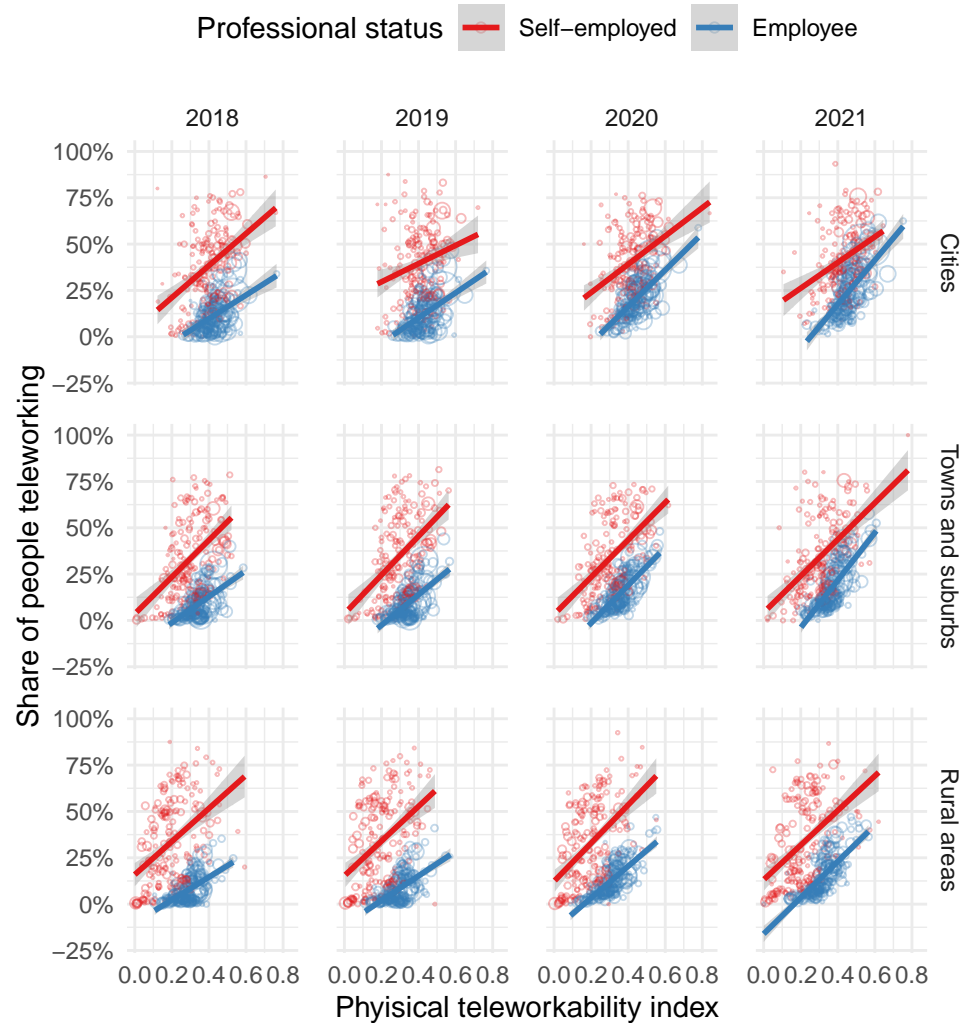 Professional status Self−employed Employee
2018 2019 2020 2021
100%
75%
50%
25%
0%
−25%
Cities
100%
75%
50%
25%
0%
−25%
Towns and suburbs
100%
75%
50%
25%
0%
−25%
Rural areas
Share of people teleworking
0.0 0.2 0.4 0.6 0.8 0.0 0.2 0.4 0.6 0.8 0.0 0.2 0.4 0.6 0.8 0.0 0.2 0.4 0.6 0.8
Phyisical teleworkability index